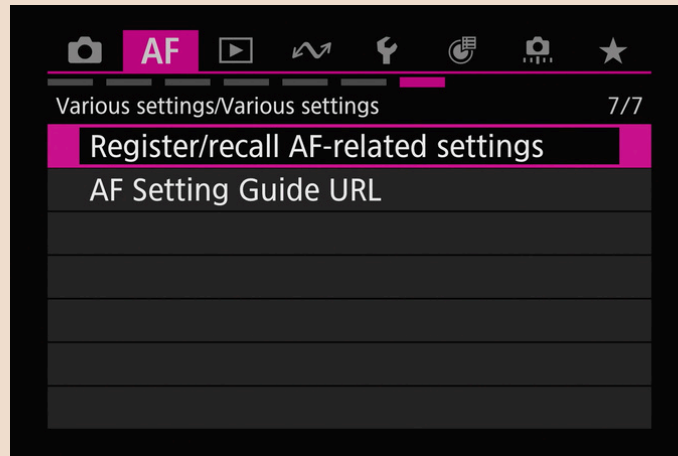 AF
Various settings/Various settings 7/7
Register/recall AF-related settings
AF Setting Guide URL